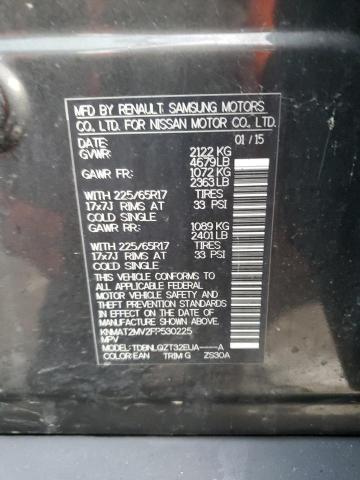 MFD BY RENAULT SAMSUNG MOTORS
CO., LTD. FOR NISSAN MOTOR CO., LTD.
DATE: 01/15
GVWR: 2122 KG
4679LB
GAWR FR: 1072 KG
2363LB
WITH 225/65R17 TIRES
17x7J RIMS AT 33 PSI
COLD SINGLE
GAWR RR: 1089 KG
2401LB
WITH 225/65R17 TIRES
17x7J RIMS AT 33 PSI
COLD SINGLE
THIS VEHICLE CONFORMS TO
ALL APPLICABLE FEDERAL
MOTOR VEHICLE SAFETY,
AND THEFT PREVENTION STANDARDS
IN EFFECT ON THE DATE OF
MANUFACTURE SHOWN ABOVE.
KNMAT2MV2FP530225
MPV
MODEL: TDBNLQZT32EUA----A
COLOR:EAN TRIM:G ZS30A